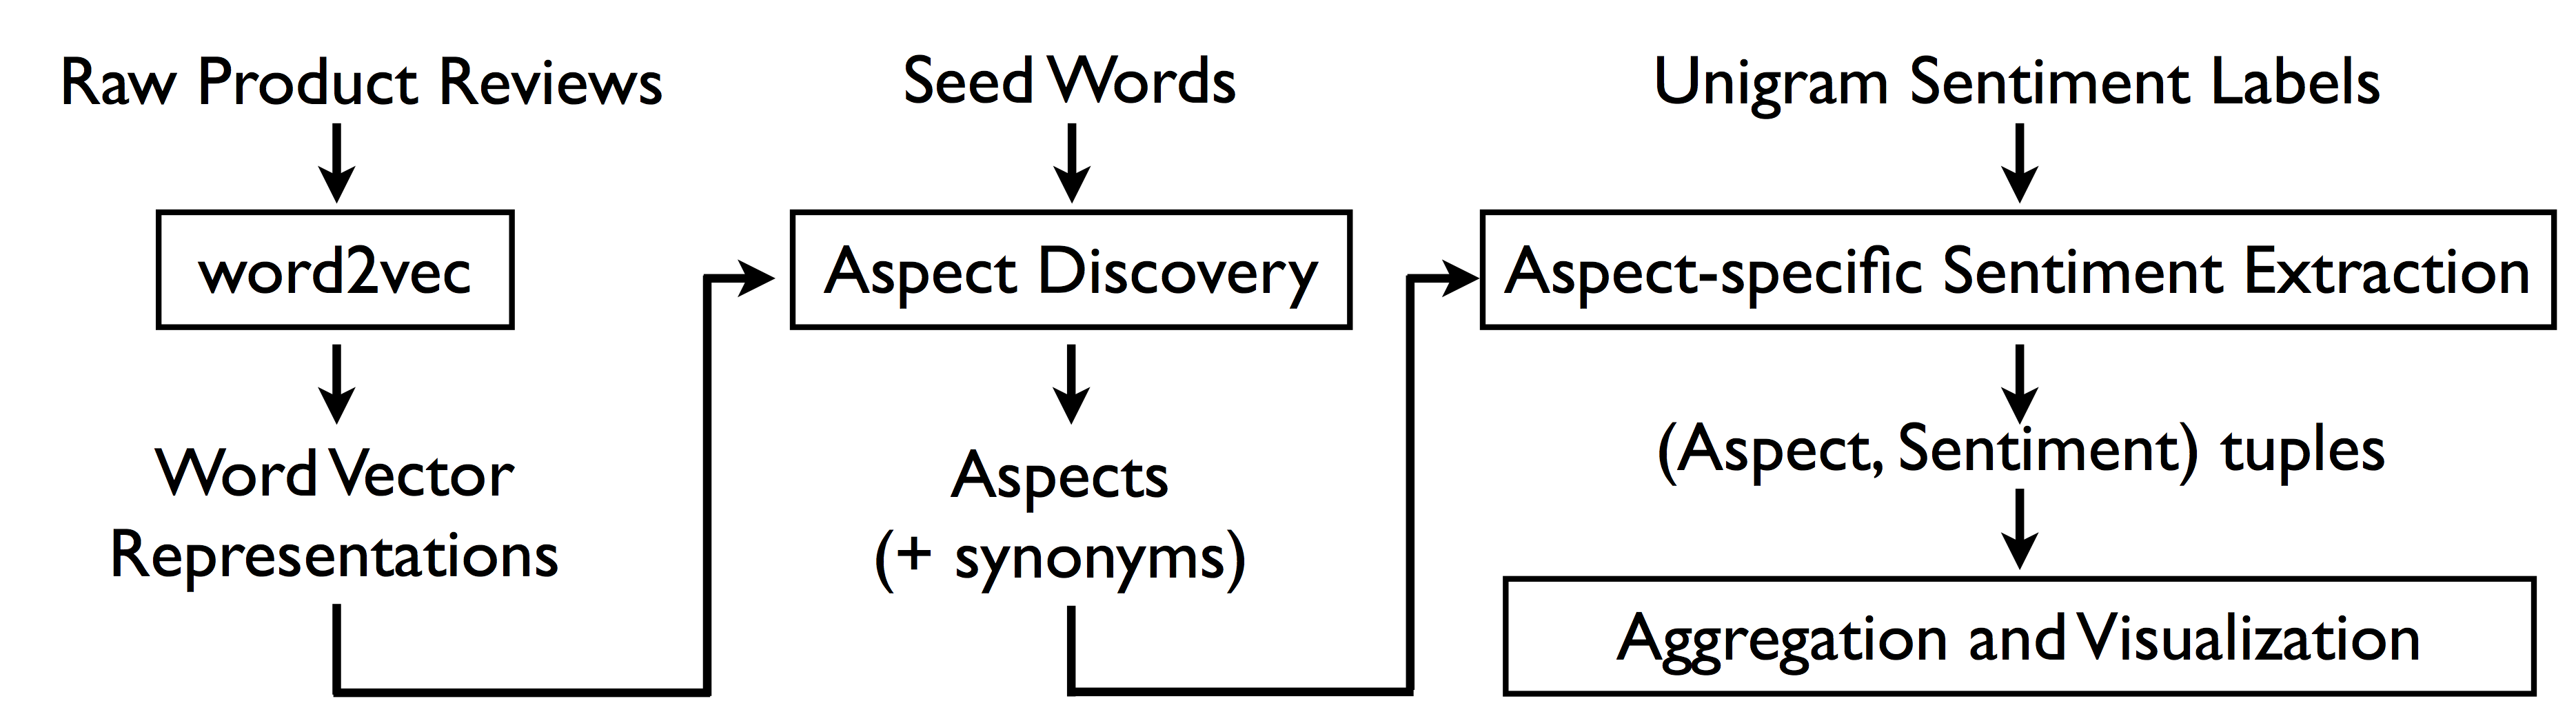 Raw Product Reviews
word2vec
Word Vector
Representations
Seed Words
Aspect Discovery
Aspects
(+ synonyms)
Unigram Sentiment Labels
Aspect-specific Sentiment Extraction
(Aspect, Sentiment) tuples
Aggregation and Visualization